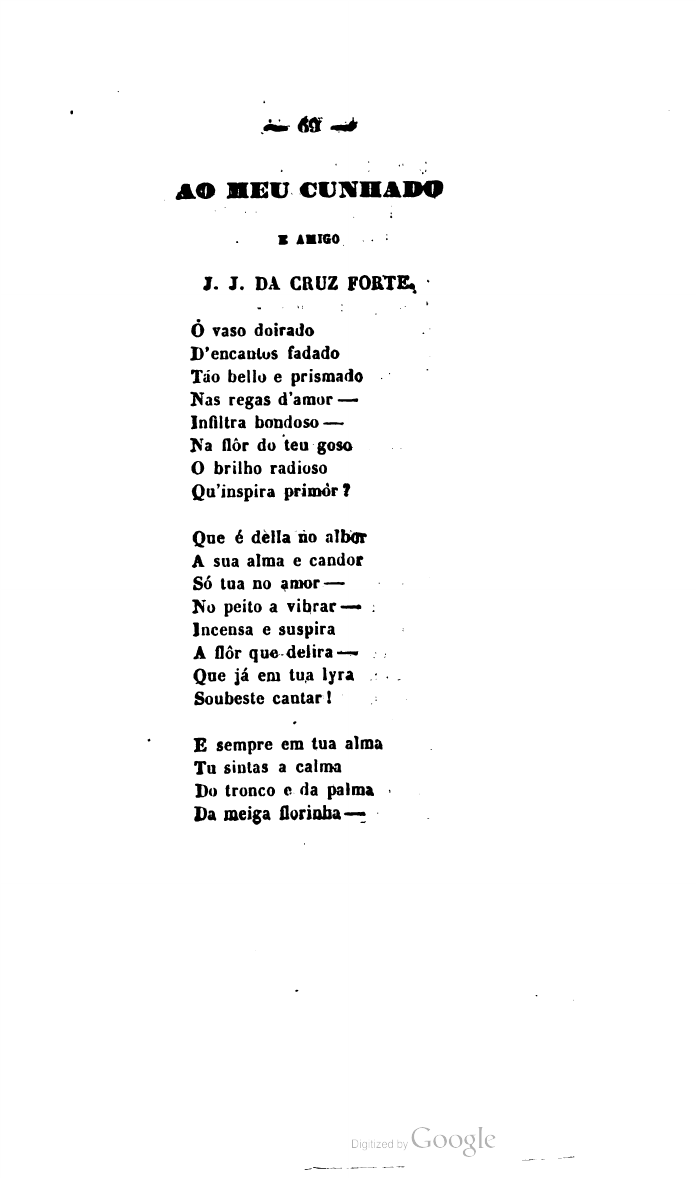 — 69 —
AO MEU CUNHADO
E AMIGO
J. J. DA CRUZ FORTE.
Ó vaso doirado
D'encantos fadado
Táo bello e prismado
Nas regas d'amor —
Infiltra bondoso —
Na flôr do teu goso
O brilho radioso
Qu'inspira primôr?

Que é della no albor
A sua alma e candor
Só tua no amor —
No peito a vibrar —
Incensa e suspira
A flôr que delira —
Que já em tua lyra
Soubeste cantar!

E sempre em tua alma
Tu sintas a calma
Do tronco e da palma
Da meiga florinha —
Digitized by Google